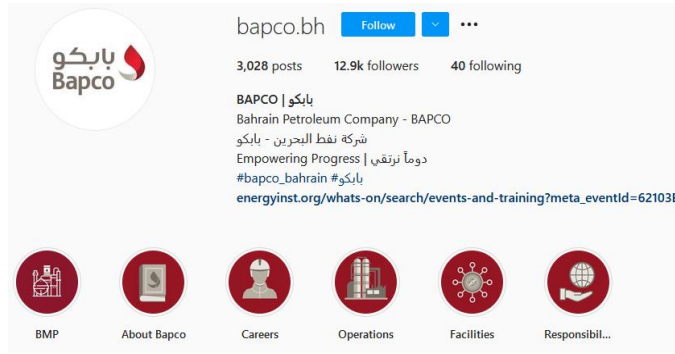 بابكو
Bapco
bapco.bh
Follow
3,028 posts 12.9k followers 40 following
BAPCO | بابكو
Bahrain Petroleum Company - BAPCO
شركة نفط البحرين - بابكو
Empowering Progress | دوماً نرتقي
#bapco_bahrain #بابكو
energyinst.org/whats-on/search/events-and-training?meta_eventId=62103
BMP About Bapco Careers Operations Facilities Responsibil...